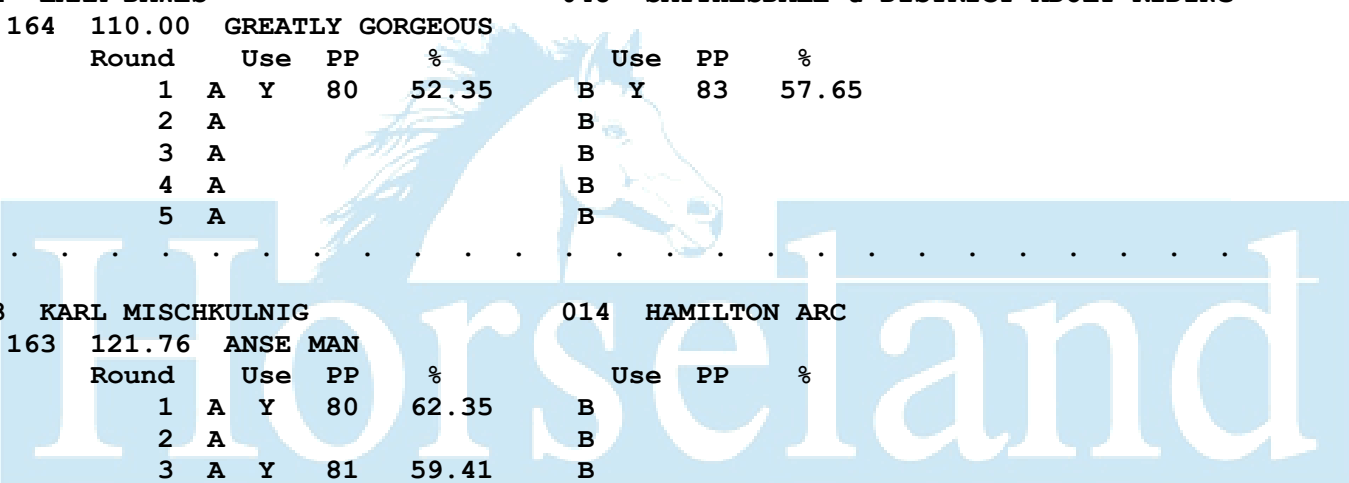 164 110.00 GREATLY GORGEOUS
Round Use PP % Use PP %
1 A Y 80 52.35 B Y 83 57.65
2 A B
3 A B
4 A B
5 A B
. . . . . . . . . . . . . . . . . . . . . . . . .
KARL MISCHKULNIG 014 HAMILTON ARC
163 121.76 ANSE MAN
Round Use PP % Use PP %
1 A Y 80 62.35 B
2 A B
3 A Y 81 59.41 B
Horseland